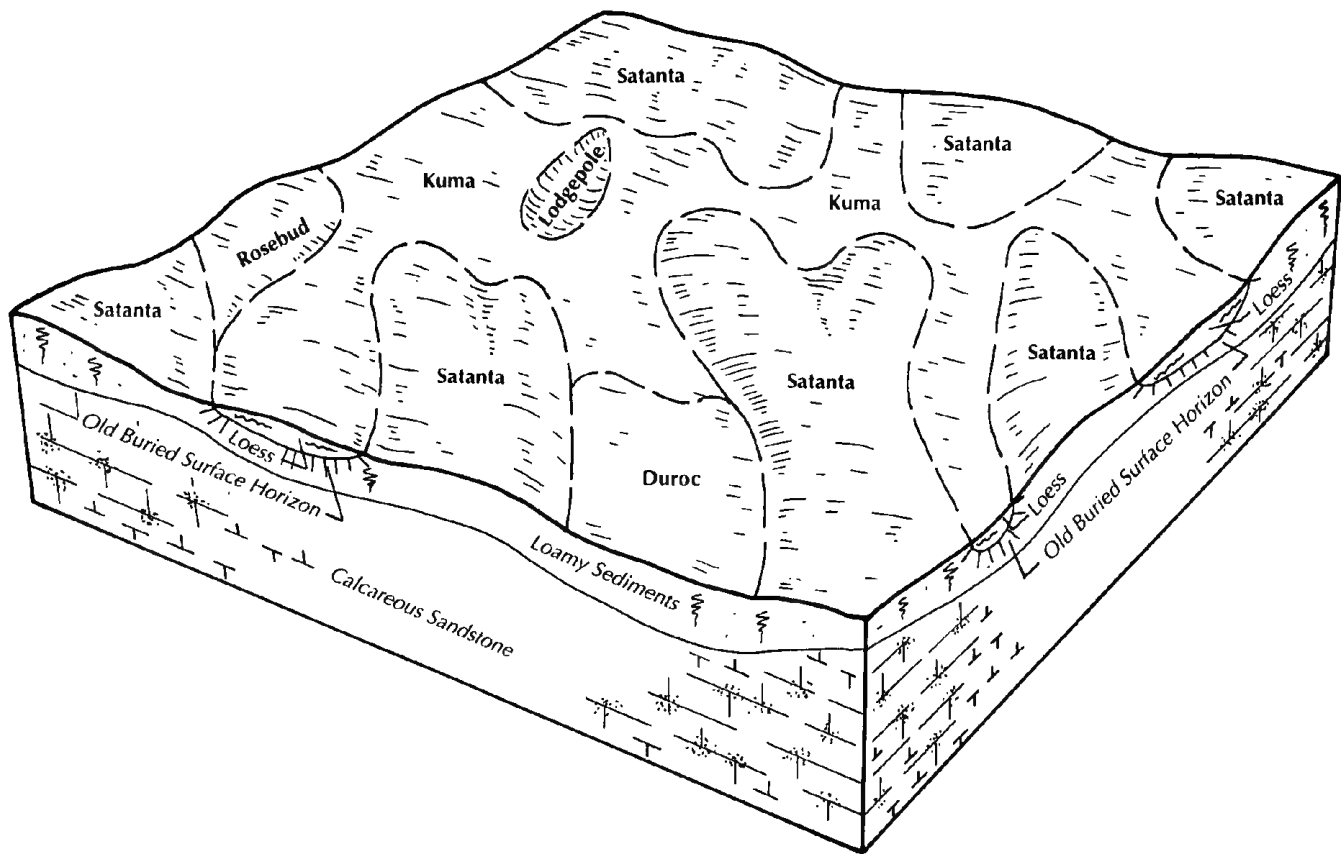 Satanta
Satanta
Kuma
Lodgepole
Kuma
Satanta
Rosebud
Satanta
Loess
Satanta
Satanta
Satanta
Old Buried Surface Horizon
Loess
Duroc
Loess
Old Buried Surface Horizon
Loamy Sediments
Calcareous Sandstone